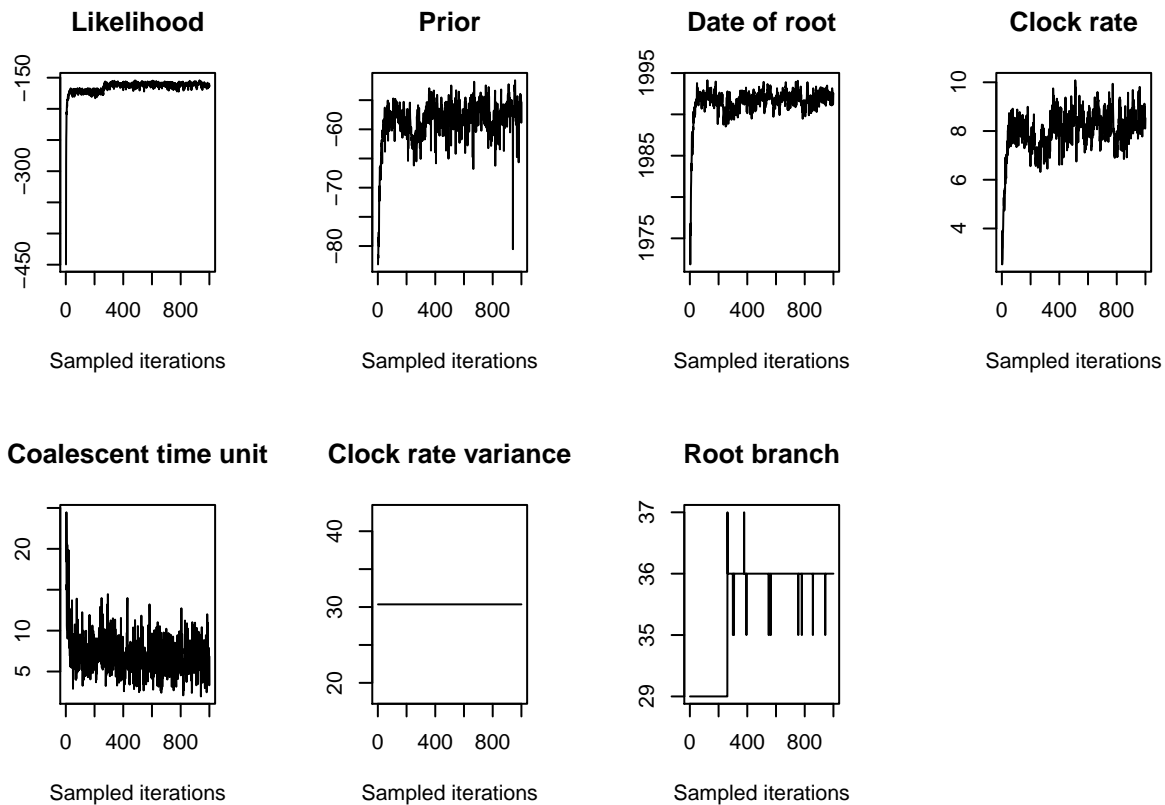 Likelihood
Prior
Date of root
Clock rate
−450 −300 −150
0 400 800
Sampled iterations
−80 −70 −60
0 400 800
Sampled iterations
1975 1985 1995
0 400 800
Sampled iterations
4 6 8 10
0 400 800
Sampled iterations
Coalescent time unit
Clock rate variance
Root branch
5 10 20
0 400 800
Sampled iterations
20 30 40
0 400 800
Sampled iterations
29 35 36 37
0 400 800
Sampled iterations